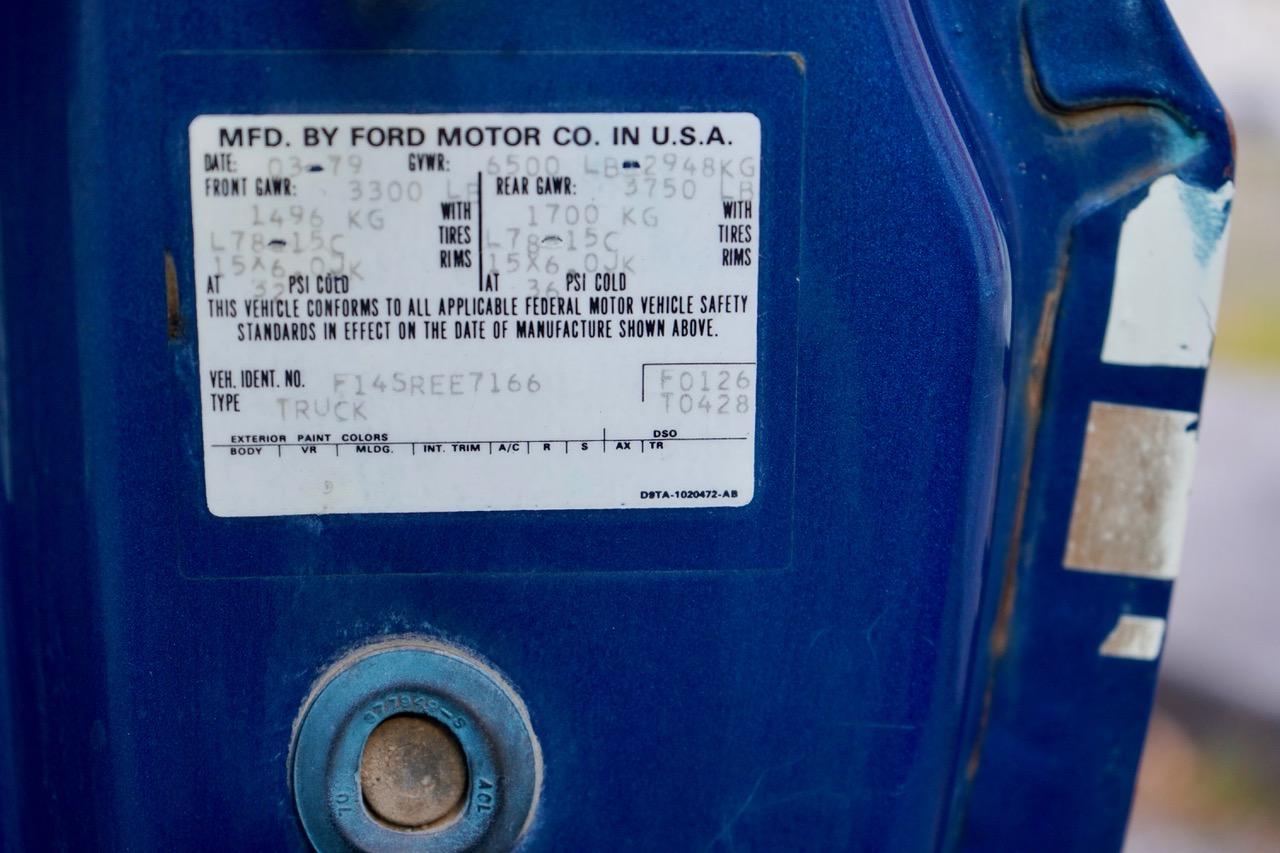 MFD. BY FORD MOTOR CO. IN U.S.A.
DATE: 03-79 GVWR: 6500 LB-2948KG
FRONT GAWR: 3300 LB REAR GAWR: 3750 LB
1496 KG WITH 1700 KG WITH
L78-15C TIRES L78-15C TIRES
15X6.0JK RIMS 15X6.0JK RIMS
AT 32 PSI COLD AT 36 PSI COLD
THIS VEHICLE CONFORMS TO ALL APPLICABLE FEDERAL MOTOR VEHICLE SAFETY
STANDARDS IN EFFECT ON THE DATE OF MANUFACTURE SHOWN ABOVE.
VEH. IDENT. NO. F14SREE7166 F0126
TYPE TRUCK T0428
EXTERIOR PAINT COLORS DSO
BODY VR MLDG. INT. TRIM A/C R S AX TR
D9TA-1020472-AB